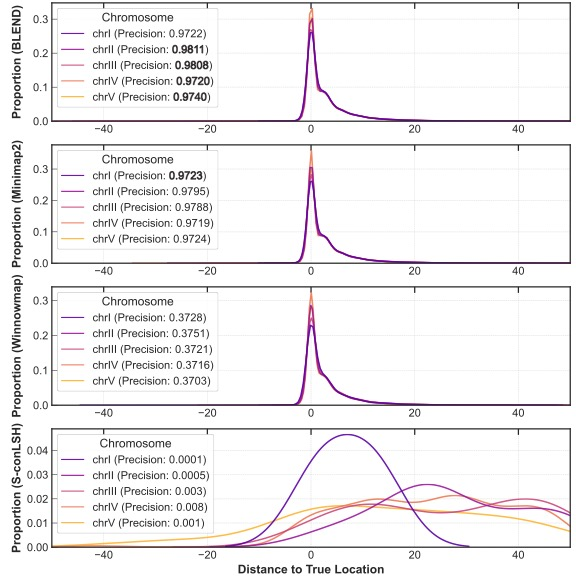 Proportion (BLEND)
0.3
0.2
0.1
0.0
Chromosome
chrI (Precision: 0.9722)
chrII (Precision: 0.9811)
chrIII (Precision: 0.9808)
chrIV (Precision: 0.9720)
chrV (Precision: 0.9740)
−40 −20 0 20 40
Proportion (Minimap2)
0.3
0.2
0.1
0.0
Chromosome
chrI (Precision: 0.9723)
chrII (Precision: 0.9795)
chrIII (Precision: 0.9788)
chrIV (Precision: 0.9719)
chrV (Precision: 0.9724)
−40 −20 0 20 40
Proportion (Winnowmap)
0.3
0.2
0.1
0.0
Chromosome
chrI (Precision: 0.3728)
chrII (Precision: 0.3751)
chrIII (Precision: 0.3721)
chrIV (Precision: 0.3716)
chrV (Precision: 0.3703)
−40 −20 0 20 40
Proportion (S-conLSH)
0.04
0.03
0.02
0.01
0.00
Chromosome
chrI (Precision: 0.0001)
chrII (Precision: 0.0005)
chrIII (Precision: 0.003)
chrIV (Precision: 0.008)
chrV (Precision: 0.001)
−40 −20 0 20 40
Distance to True Location